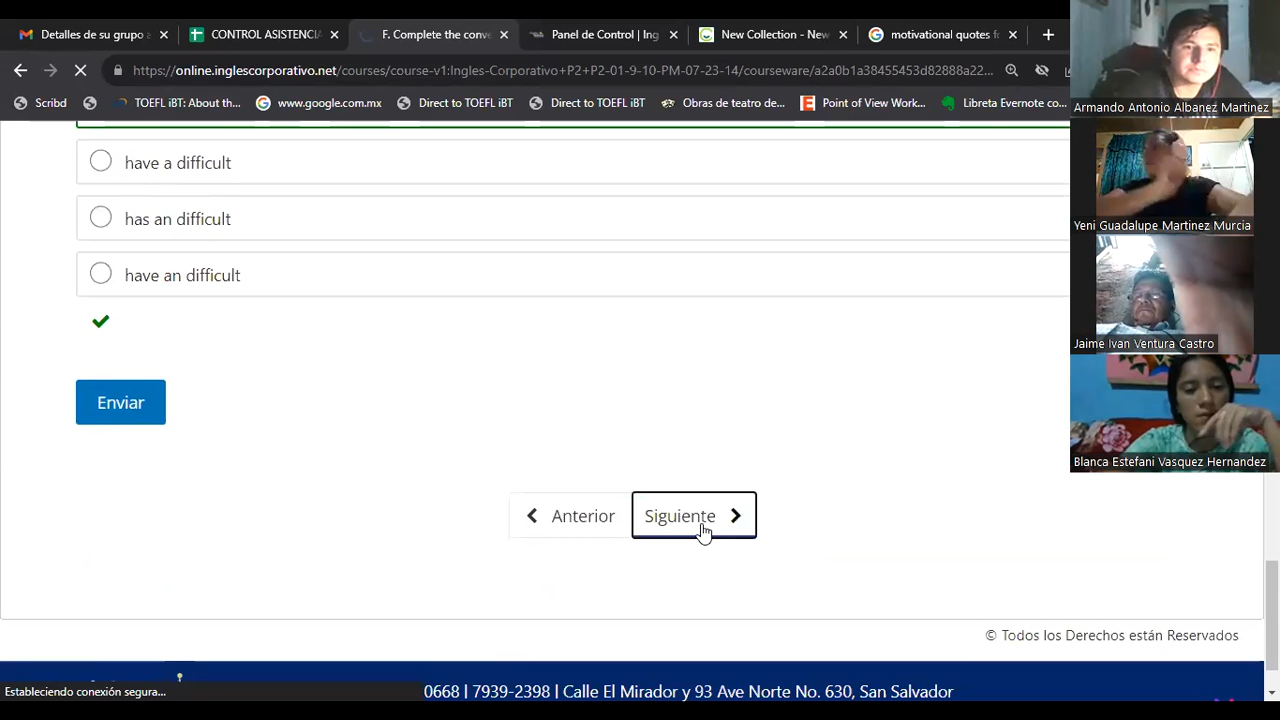 Detalles de su grupo a
CONTROL ASISTENCIA
F. Complete the conve
Panel de Control | Ing
New Collection - New
motivational quotes fo
https://online.inglescorporativo.net/courses/course-v1:Ingles-Corporativo+P2+P2-01-9-10-PM-07-23-14/courseware/a2a0b1a38455453d82888a22...
Scribd
TOEFL iBT: About th...
www.google.com.mx
Direct to TOEFL iBT
Direct to TOEFL iBT
Obras de teatro de...
Point of View Work...
Libreta Evernote co...
Armando Antonio Albanez Martinez
have a difficult
has an difficult
Yeni Guadalupe Martinez Murcia
have an difficult
Jaime Ivan Ventura Castro
Enviar
Blanca Estefani Vasquez Hernandez
Anterior
Siguiente
© Todos los Derechos están Reservados
Estableciendo conexión segura...
0668 | 7939-2398 | Calle El Mirador y 93 Ave Norte No. 630, San Salvador